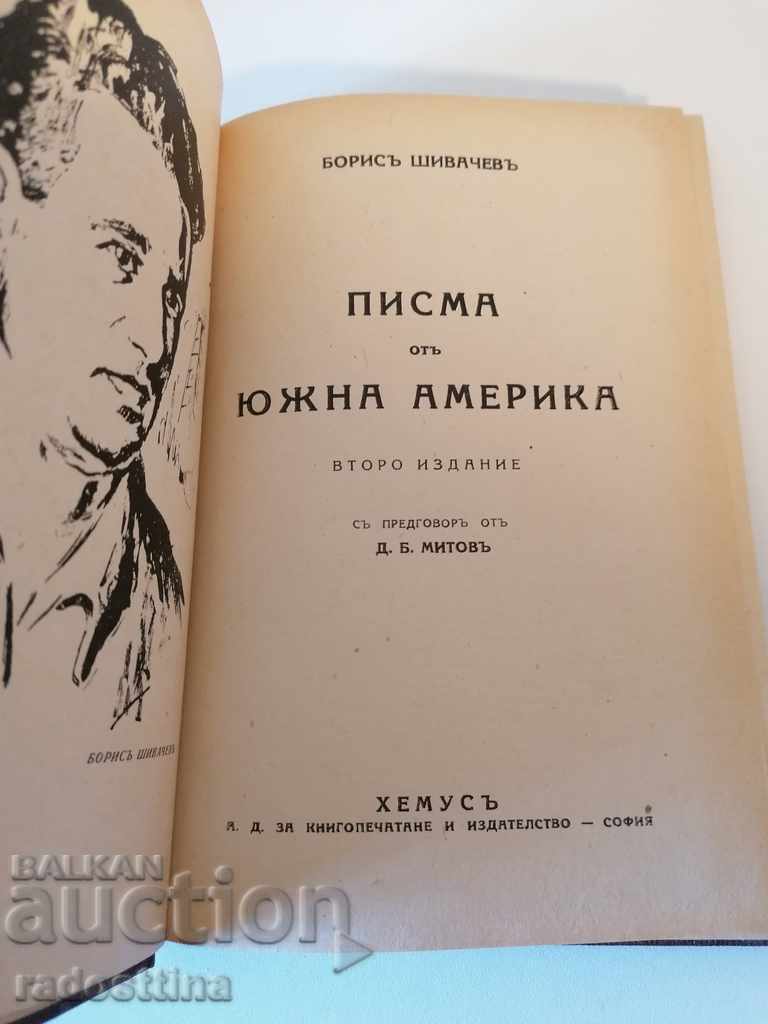 БОРИСЪ ШИВАЧЕВЪ
БОРИСЪ ШИВАЧЕВЪ
ПИСМА
ОТЪ
ЮЖНА АМЕРИКА
ВТОРО ИЗДАНИЕ
СЪ ПРЕДГОВОРЪ ОТЪ
Д. Б. МИТОВЪ
ХЕМУСЪ
А. Д. ЗА КНИГОПЕЧАТАНЕ И ИЗДАТЕЛСТВО — СОФИЯ
BALKAN
auction
radosttina